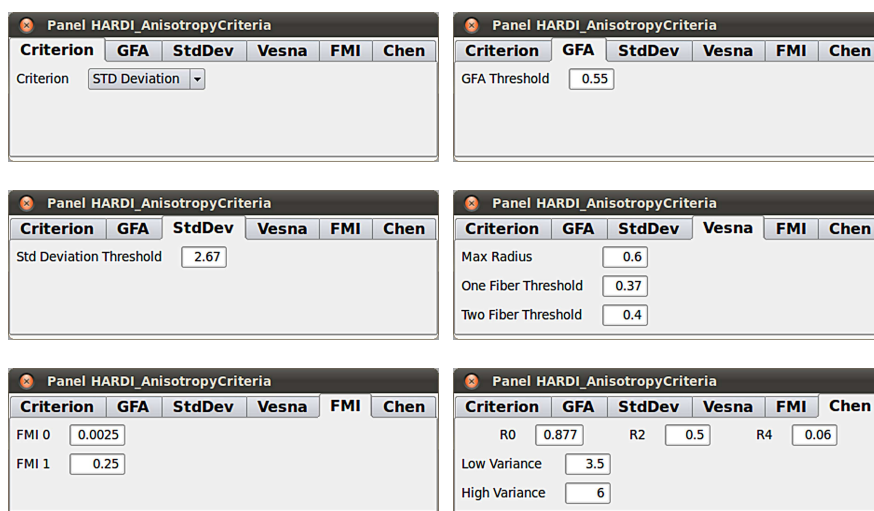 Panel HARDI_AnisotropyCriteria
Criterion GFA StdDev Vesna FMI Chen
Criterion STD Deviation
Panel HARDI_AnisotropyCriteria
Criterion GFA StdDev Vesna FMI Chen
GFA Threshold 0.55
Panel HARDI_AnisotropyCriteria
Criterion GFA StdDev Vesna FMI Chen
Std Deviation Threshold 2.67
Panel HARDI_AnisotropyCriteria
Criterion GFA StdDev Vesna FMI Chen
Max Radius 0.6
One Fiber Threshold 0.37
Two Fiber Threshold 0.4
Panel HARDI_AnisotropyCriteria
Criterion GFA StdDev Vesna FMI Chen
FMI 0 0.0025
FMI 1 0.25
Panel HARDI_AnisotropyCriteria
Criterion GFA StdDev Vesna FMI Chen
R0 0.877 R2 0.5 R4 0.06
Low Variance 3.5
High Variance 6